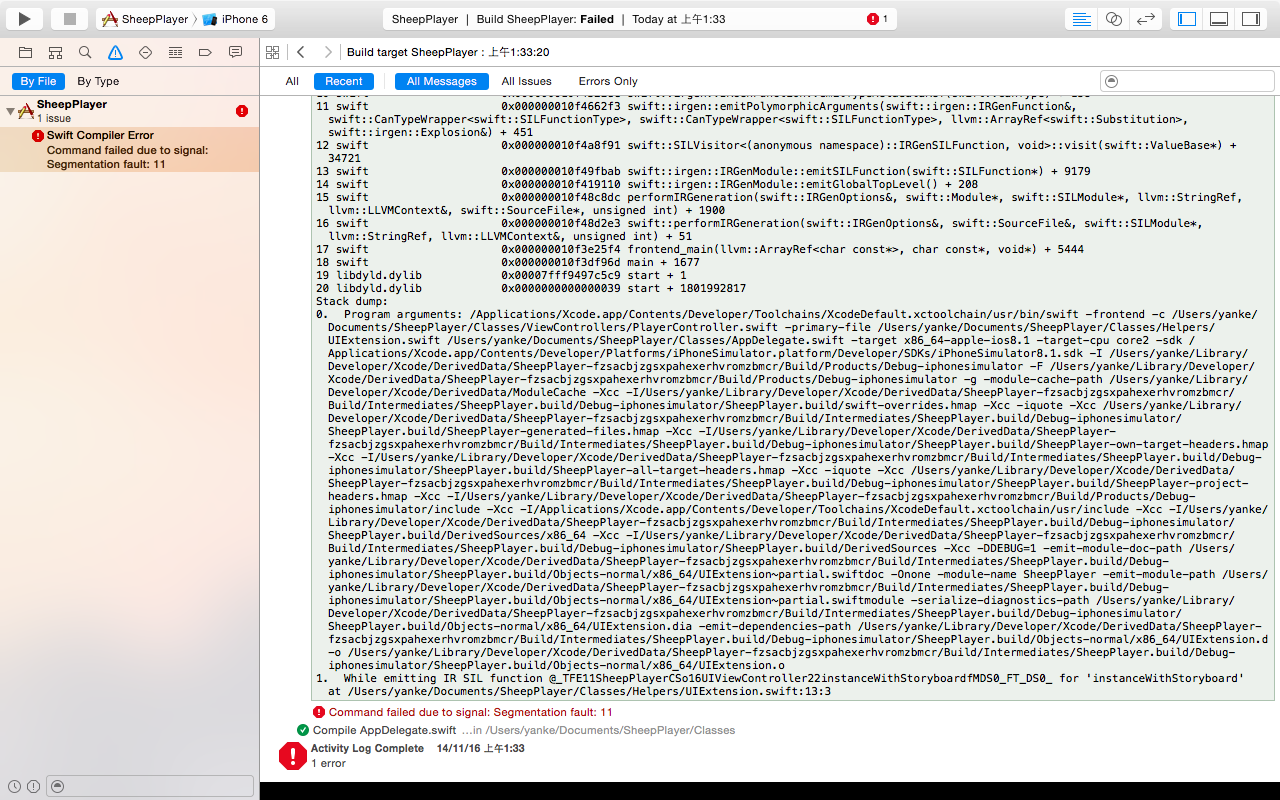 SheepPlayer
iPhone 6
SheepPlayer | Build SheepPlayer: Failed | Today at 上午1:33
1
Build target SheepPlayer : 上午1:33:20
By File
By Type
All
Recent
All Messages
All Issues
Errors Only
SheepPlayer
1 issue
Swift Compiler Error
Command failed due to signal:
Segmentation fault: 11
11 swift 0x000000010f4662f3 swift::irgen::emitPolymorphicArguments(swift::irgen::IRGenFunction&,
swift::CanTypeWrapper<swift::SILFunctionType>, swift::CanTypeWrapper<swift::SILFunctionType>, llvm::ArrayRef<swift::Substitution>,
swift::irgen::Explosion&) + 451
12 swift 0x000000010f4a8f91 swift::SILVisitor<(anonymous namespace)::IRGenSILFunction, void>::visit(swift::ValueBase*) +
34721
13 swift 0x000000010f49fbab swift::irgen::IRGenModule::emitSILFunction(swift::SILFunction*) + 9179
14 swift 0x000000010f419110 swift::irgen::IRGenModule::emitGlobalTopLevel() + 208
15 swift 0x000000010f48c8dc performIRGeneration(swift::IRGenOptions&, swift::Module*, swift::SILModule*, llvm::StringRef,
llvm::LLVMContext&, swift::SourceFile*, unsigned int) + 1900
16 swift 0x000000010f48d2e3 swift::performIRGeneration(swift::IRGenOptions&, swift::SourceFile&, swift::SILModule*,
llvm::StringRef, llvm::LLVMContext&, unsigned int) + 51
17 swift 0x000000010f3e25f4 frontend_main(llvm::ArrayRef<char const*>, char const*, void*) + 5444
18 swift 0x000000010f3df96d main + 1677
19 libdyld.dylib 0x00007fff9497c5c9 start + 1
20 libdyld.dylib 0x0000000000000039 start + 1801992817
Stack dump:
0. Program arguments: /Applications/Xcode.app/Contents/Developer/Toolchains/XcodeDefault.xctoolchain/usr/bin/swift -frontend -c /Users/yanke/
Documents/SheepPlayer/Classes/ViewControllers/PlayerController.swift -primary-file /Users/yanke/Documents/SheepPlayer/Classes/Helpers/
UIExtension.swift /Users/yanke/Documents/SheepPlayer/Classes/AppDelegate.swift -target x86_64-apple-ios8.1 -target-cpu core2 -sdk /
Applications/Xcode.app/Contents/Developer/Platforms/iPhoneSimulator.platform/Developer/SDKs/iPhoneSimulator8.1.sdk -I /Users/yanke/Library/
Developer/Xcode/DerivedData/SheepPlayer-fzsacbjzgsxpahexerhvromzbmcr/Build/Products/Debug-iphonesimulator -F /Users/yanke/Library/Developer/
Xcode/DerivedData/SheepPlayer-fzsacbjzgsxpahexerhvromzbmcr/Build/Products/Debug-iphonesimulator -g -module-cache-path /Users/yanke/Library/
Developer/Xcode/DerivedData/ModuleCache -Xcc -I/Users/yanke/Library/Developer/Xcode/DerivedData/SheepPlayer-fzsacbjzgsxpahexerhvromzbmcr/
Build/Intermediates/SheepPlayer.build/Debug-iphonesimulator/SheepPlayer.build/swift-overrides.hmap -Xcc -iquote -Xcc /Users/yanke/Library/
Developer/Xcode/DerivedData/SheepPlayer-fzsacbjzgsxpahexerhvromzbmcr/Build/Intermediates/SheepPlayer.build/Debug-iphonesimulator/
SheepPlayer.build/SheepPlayer-generated-files.hmap -Xcc -I/Users/yanke/Library/Developer/Xcode/DerivedData/SheepPlayer-
fzsacbjzgsxpahexerhvromzbmcr/Build/Intermediates/SheepPlayer.build/Debug-iphonesimulator/SheepPlayer.build/SheepPlayer-own-target-headers.hmap
-Xcc -I/Users/yanke/Library/Developer/Xcode/DerivedData/SheepPlayer-fzsacbjzgsxpahexerhvromzbmcr/Build/Intermediates/SheepPlayer.build/Debug-
iphonesimulator/SheepPlayer.build/SheepPlayer-all-target-headers.hmap -Xcc -iquote -Xcc /Users/yanke/Library/Developer/Xcode/DerivedData/
SheepPlayer-fzsacbjzgsxpahexerhvromzbmcr/Build/Intermediates/SheepPlayer.build/Debug-iphonesimulator/SheepPlayer.build/SheepPlayer-project-
headers.hmap -Xcc -I/Users/yanke/Library/Developer/Xcode/DerivedData/SheepPlayer-fzsacbjzgsxpahexerhvromzbmcr/Build/Products/Debug-
iphonesimulator/include -Xcc -I/Applications/Xcode.app/Contents/Developer/Toolchains/XcodeDefault.xctoolchain/usr/include -Xcc -I/Users/yanke/
Library/Developer/Xcode/DerivedData/SheepPlayer-fzsacbjzgsxpahexerhvromzbmcr/Build/Intermediates/SheepPlayer.build/Debug-iphonesimulator/
SheepPlayer.build/DerivedSources/x86_64 -Xcc -I/Users/yanke/Library/Developer/Xcode/DerivedData/SheepPlayer-fzsacbjzgsxpahexerhvromzbmcr/
Build/Intermediates/SheepPlayer.build/Debug-iphonesimulator/SheepPlayer.build/DerivedSources -Xcc -DDEBUG=1 -emit-module-doc-path /Users/
yanke/Library/Developer/Xcode/DerivedData/SheepPlayer-fzsacbjzgsxpahexerhvromzbmcr/Build/Intermediates/SheepPlayer.build/Debug-
iphonesimulator/SheepPlayer.build/Objects-normal/x86_64/UIExtension~partial.swiftdoc -Onone -module-name SheepPlayer -emit-module-path /Users/
yanke/Library/Developer/Xcode/DerivedData/SheepPlayer-fzsacbjzgsxpahexerhvromzbmcr/Build/Intermediates/SheepPlayer.build/Debug-
iphonesimulator/SheepPlayer.build/Objects-normal/x86_64/UIExtension~partial.swiftmodule -serialize-diagnostics-path /Users/yanke/Library/
Developer/Xcode/DerivedData/SheepPlayer-fzsacbjzgsxpahexerhvromzbmcr/Build/Intermediates/SheepPlayer.build/Debug-iphonesimulator/
SheepPlayer.build/Objects-normal/x86_64/UIExtension.dia -emit-dependencies-path /Users/yanke/Library/Developer/Xcode/DerivedData/SheepPlayer-
fzsacbjzgsxpahexerhvromzbmcr/Build/Intermediates/SheepPlayer.build/Debug-iphonesimulator/SheepPlayer.build/Objects-normal/x86_64/UIExtension.d
-o /Users/yanke/Library/Developer/Xcode/DerivedData/SheepPlayer-fzsacbjzgsxpahexerhvromzbmcr/Build/Intermediates/SheepPlayer.build/Debug-
iphonesimulator/SheepPlayer.build/Objects-normal/x86_64/UIExtension.o
1. While emitting IR SIL function @_TFE11SheepPlayerCSo16UIViewController22instanceWithStoryboardfMDS0_FT_DS0_ for 'instanceWithStoryboard'
at /Users/yanke/Documents/SheepPlayer/Classes/Helpers/UIExtension.swift:13:3
Command failed due to signal: Segmentation fault: 11
Compile AppDelegate.swift ...in /Users/yanke/Documents/SheepPlayer/Classes
Activity Log Complete 14/11/16 上午1:33
1 error